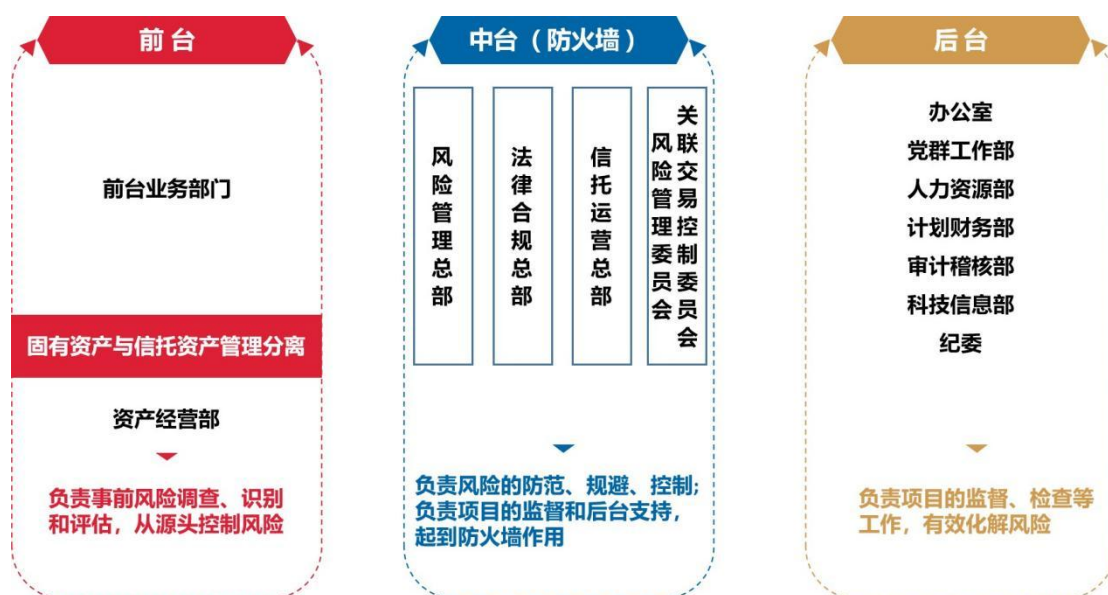 前台
前台业务部门
固有资产与信托资产管理分离
资产经营部
负责事前风险调查、识别
和评估，从源头控制风险
中台（防火墙）
风险管理总部
法律合规总部
信托运营总部
关联交易控制委员会
风险管理委员会
负责风险的防范、规避、控制;
负责项目的监督和后台支持，
起到防火墙作用
后台
办公室
党群工作部
人力资源部
计划财务部
审计稽核部
科技信息部
纪委
负责项目的监督、检查等
工作，有效化解风险